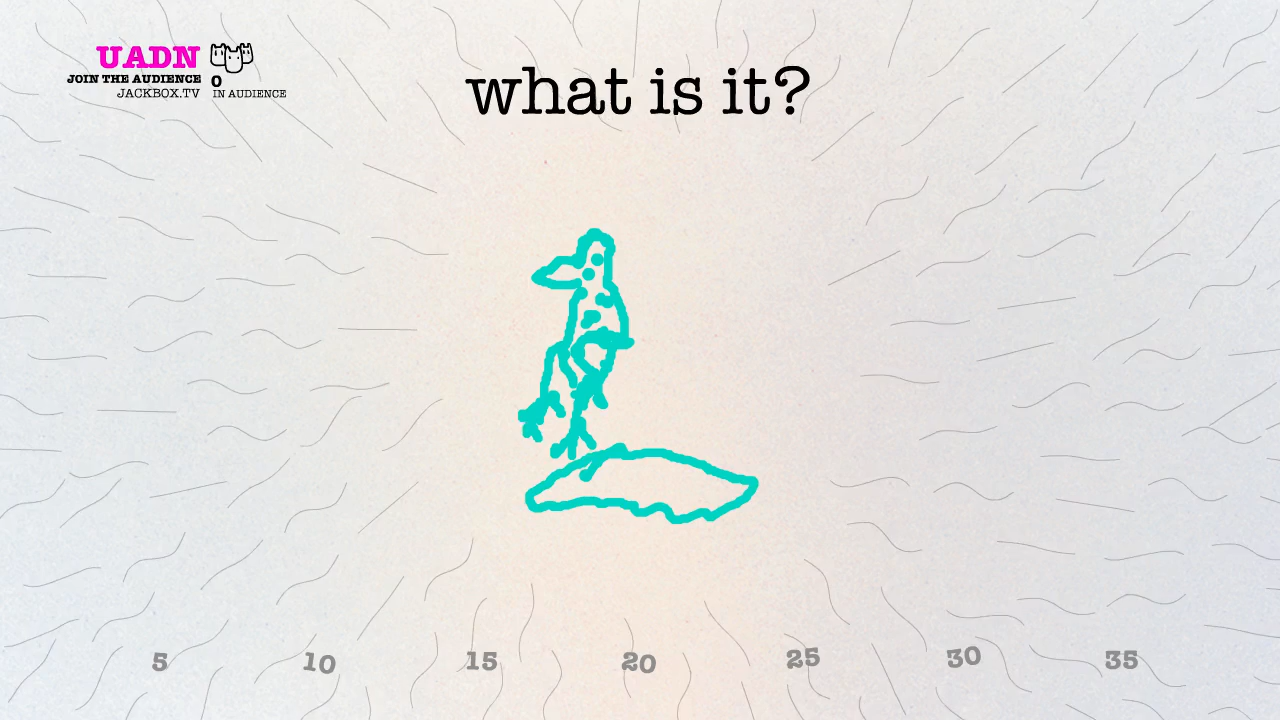 UADN
JOIN THE AUDIENCE
JACKBOX.TV
0
IN AUDIENCE
what is it?
5 10 15 20 25 30 35